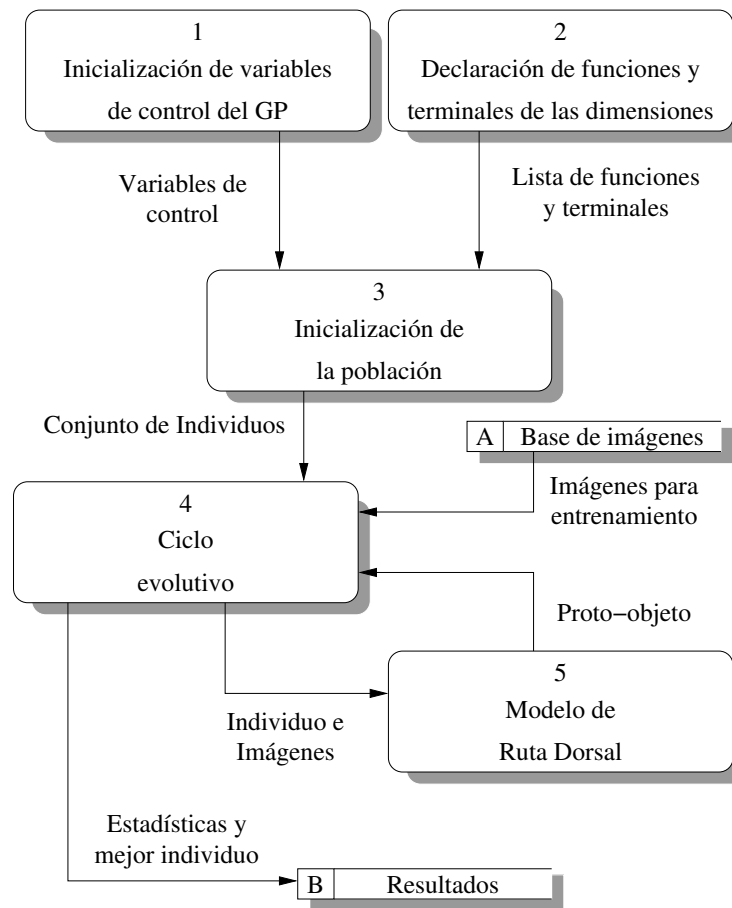 1
Inicialización de variables
de control del GP
2
Declaración de funciones y
terminales de las dimensiones
Variables de
control
Lista de funciones
y terminales
3
Inicialización de
la población
Conjunto de Individuos
A Base de imágenes
Imágenes para
entrenamiento
4
Ciclo
evolutivo
Proto−objeto
5
Modelo de
Ruta Dorsal
Individuo e
Imágenes
Estadísticas y
mejor individuo
B Resultados